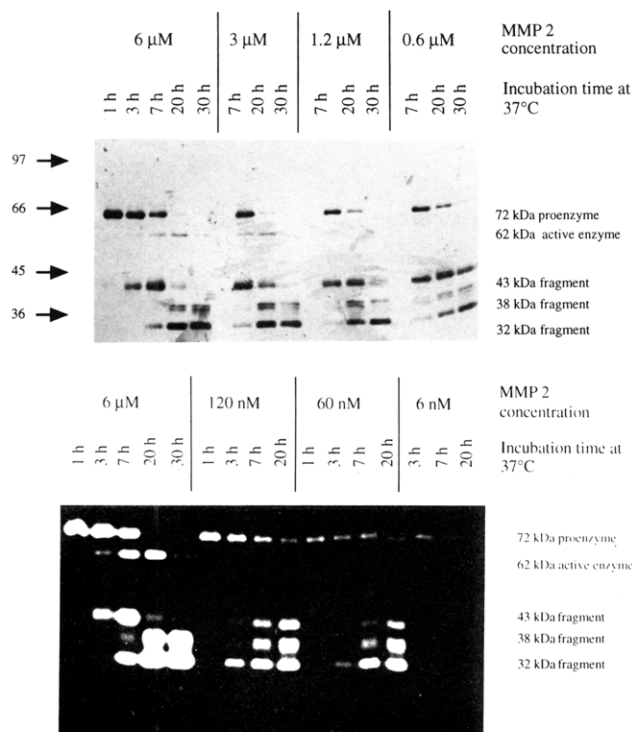 6 µM 3 µM 1.2 µM 0.6 µM MMP 2 concentration
1 h 3 h 7 h 20 h 30 h 7 h 20 h 30 h 7 h 20 h 30 h 7 h 20 h 30 h Incubation time at 37°C
97
66 72 kDa proenzyme
62 kDa active enzyme
45 43 kDa fragment
38 kDa fragment
36 32 kDa fragment
6 µM 120 nM 60 nM 6 nM MMP 2 concentration
1 h 3 h 7 h 20 h 30 h 1 h 3 h 7 h 20 h 1 h 3 h 7 h 20 h 3 h 7 h 20 h Incubation time at 37°C
72 kDa proenzyme
62 kDa active enzyme
43 kDa fragment
38 kDa fragment
32 kDa fragment